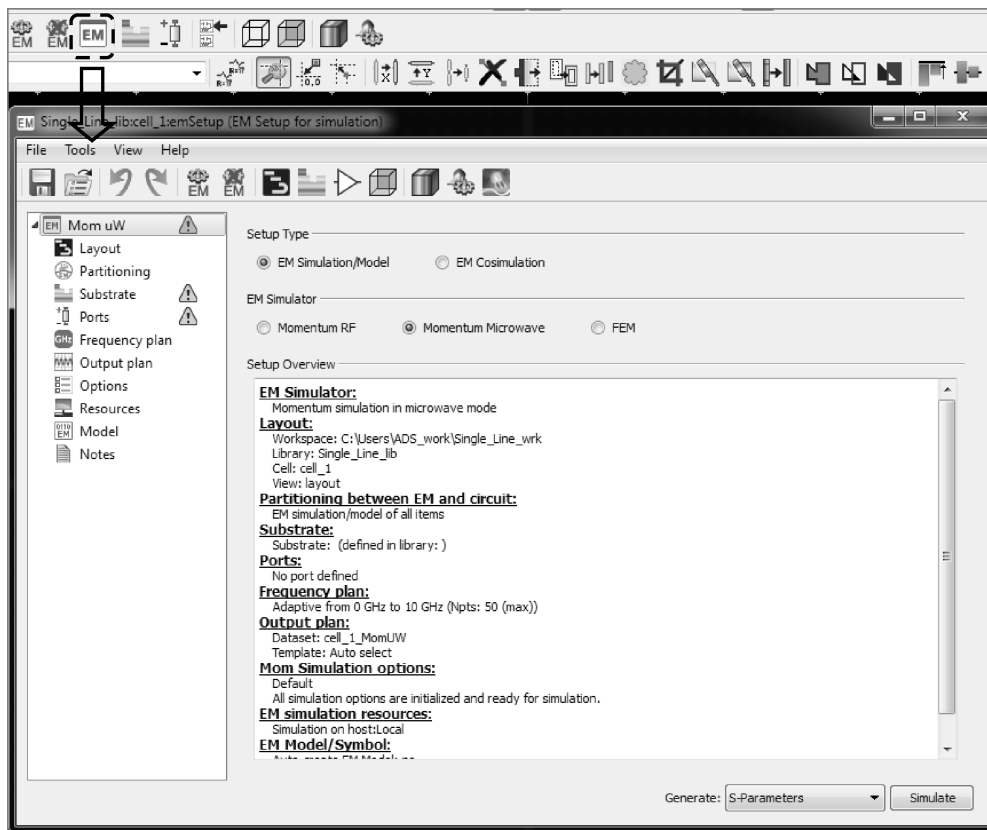 EM EM EM
R=?? 0,0 X +Y
EM Single_Line_lib:cell_1:emSetup (EM Setup for simulation)
File Tools View Help
EM EM
EM Mom uW
Layout
Partitioning
Substrate
Ports
GHz Frequency plan
Output plan
Options
Resources
0110 EM Model
Notes
Setup Type
EM Simulation/Model EM Cosimulation
EM Simulator
Momentum RF Momentum Microwave FEM
Setup Overview
EM Simulator:
Momentum simulation in microwave mode
Layout:
Workspace: C:\Users\ADS_work\Single_Line_wrk
Library: Single_Line_lib
Cell: cell_1
View: layout
Partitioning between EM and circuit:
EM simulation/model of all items
Substrate:
Substrate: (defined in library: )
Ports:
No port defined
Frequency plan:
Adaptive from 0 GHz to 10 GHz (Npts: 50 (max))
Output plan:
Dataset: cell_1_MomUW
Template: Auto select
Mom Simulation options:
Default
All simulation options are initialized and ready for simulation.
EM simulation resources:
Simulation on host:Local
EM Model/Symbol:
Generate: S-Parameters Simulate